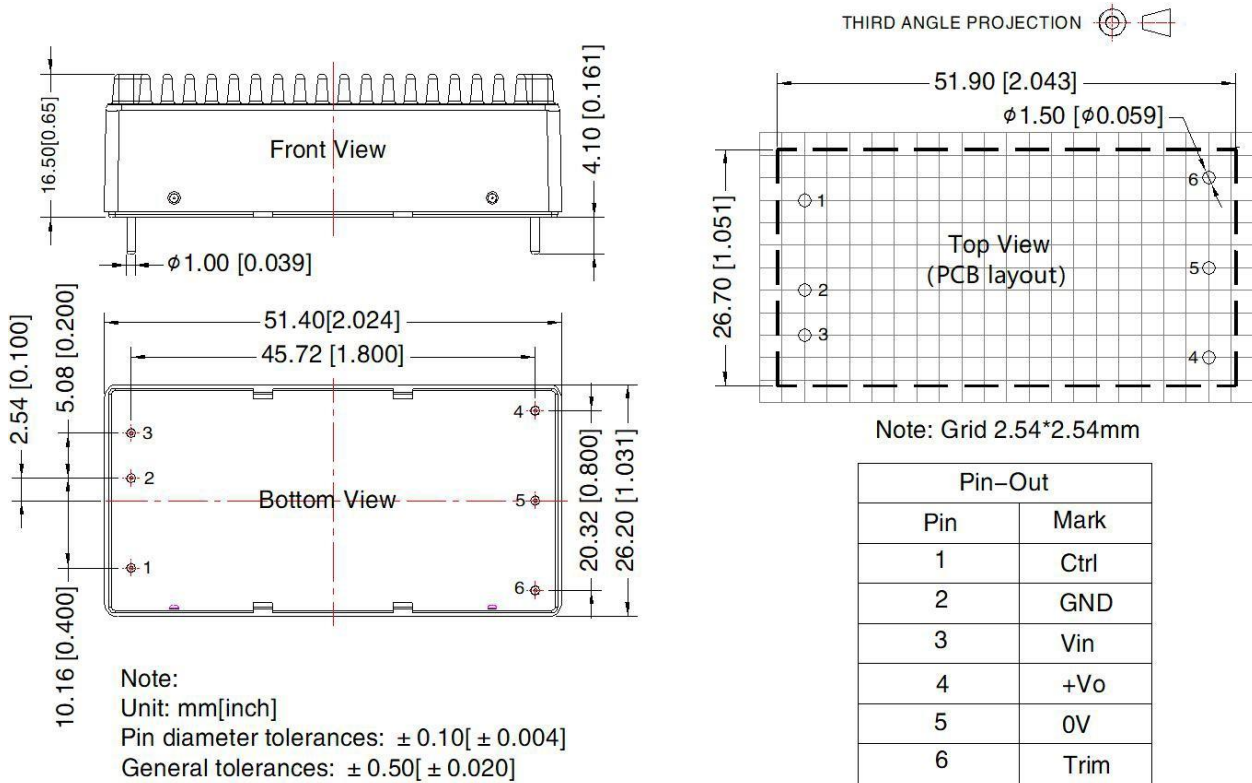 THIRD ANGLE PROJECTION
16.50[0.65]
Front View
4.10 [0.161]
φ1.00 [0.039]
51.90 [2.043]
φ1.50 [φ0.059]
26.70 [1.051]
6
1
Top View
(PCB layout)
5
2
3
4
Note: Grid 2.54*2.54mm
51.40[2.024]
45.72 [1.800]
2.54 [0.100]
5.08 [0.200]
10.16 [0.400]
3
4
2
Bottom View
5
1
6
20.32 [0.800]
26.20 [1.031]
Note:
Unit: mm[inch]
Pin diameter tolerances: ± 0.10[ ± 0.004]
General tolerances: ± 0.50[ ± 0.020]
Pin–Out
Pin Mark
1 Ctrl
2 GND
3 Vin
4 +Vo
5 0V
6 Trim